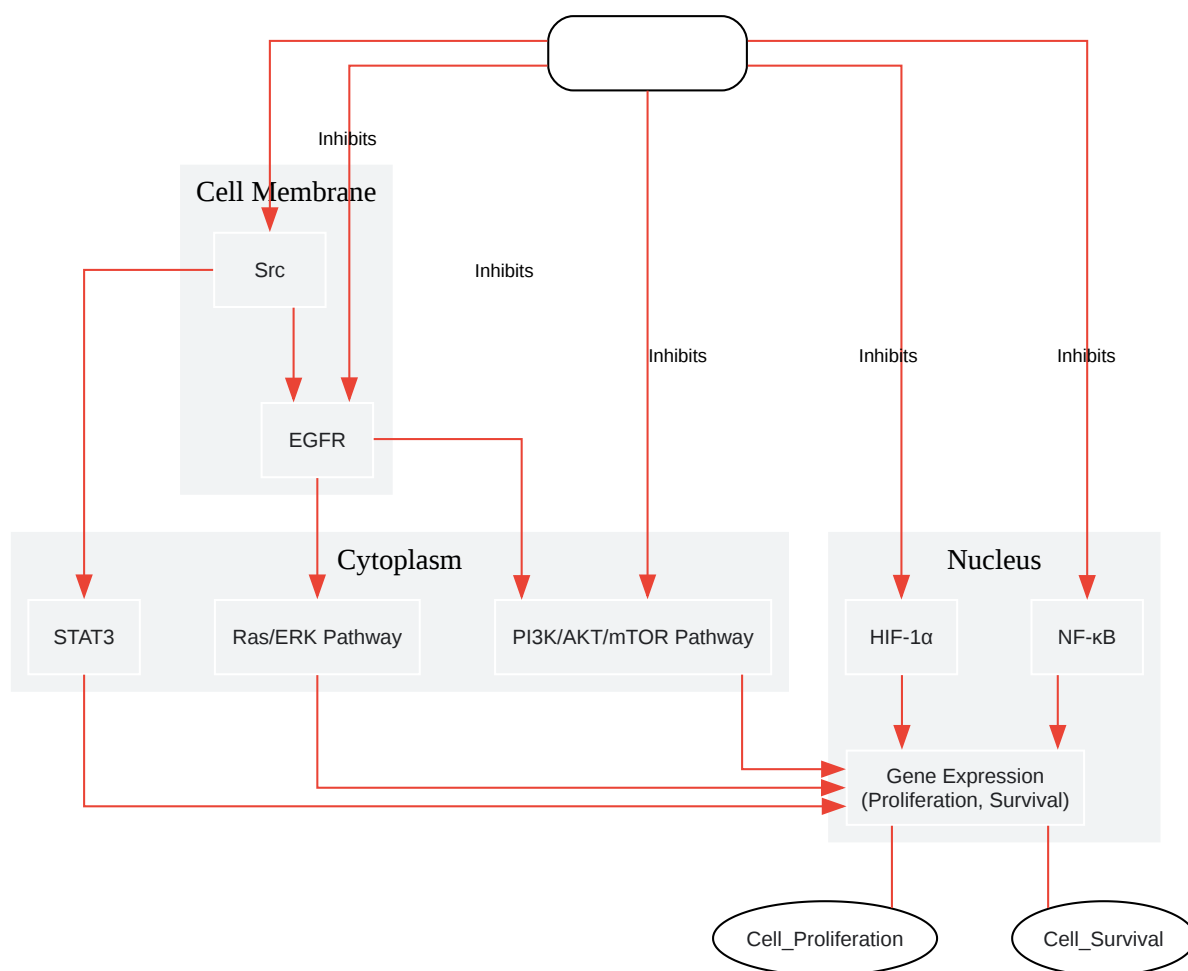 Inhibits
Cell Membrane
Src
Inhibits
Inhibits
Inhibits
Inhibits
EGFR
Cytoplasm
Nucleus
STAT3
Ras/ERK Pathway
PI3K/AKT/mTOR Pathway
HIF-1α
NF-κB
Gene Expression
(Proliferation, Survival)
Cell_Proliferation
Cell_Survival